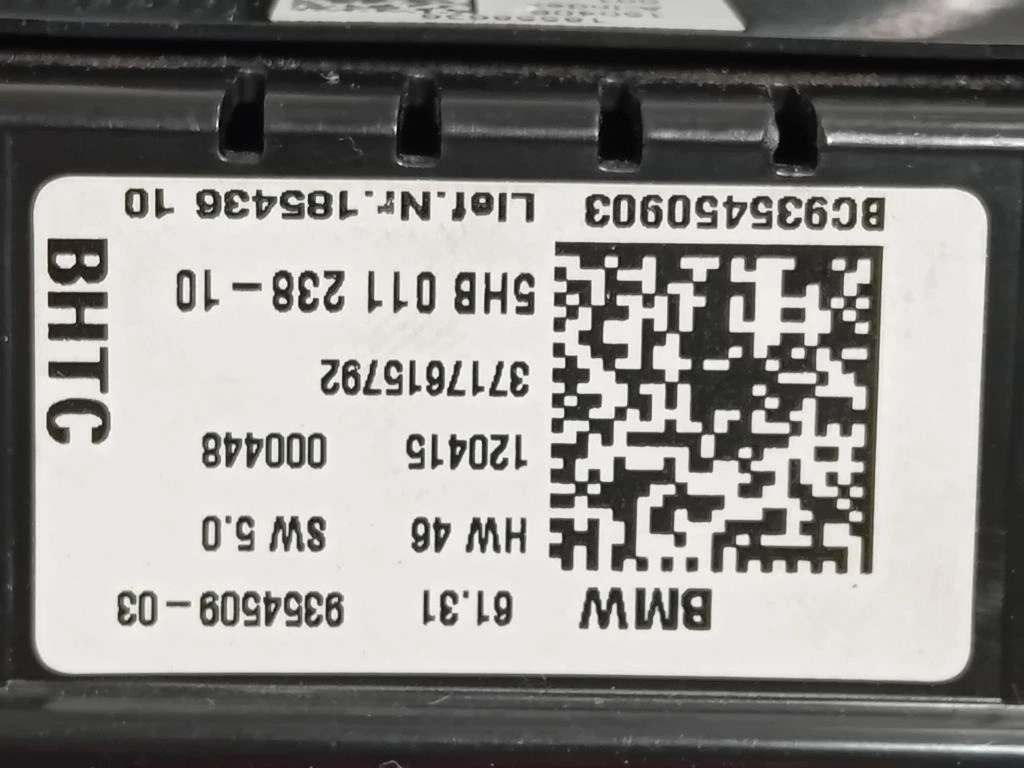 BMW 61.31 9354509-03
HW 46 SW 5.0
120415 000448
3717615792
5HB 011 238-10
BC935450903 Lief.Nr.185436 10
BHTC